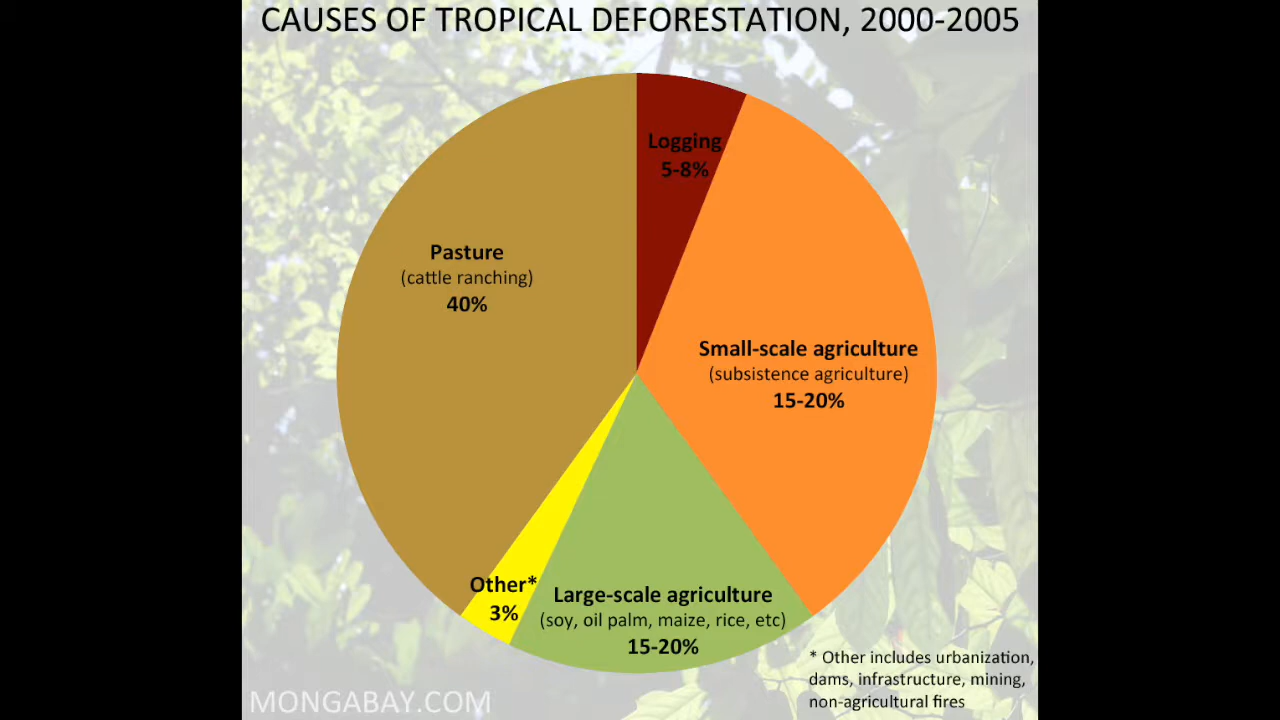 CAUSES OF TROPICAL DEFORESTATION, 2000-2005
Logging
5-8%
Pasture
(cattle ranching)
40%
Small-scale agriculture
(subsistence agriculture)
15-20%
Other*
3%
Large-scale agriculture
(soy, oil palm, maize, rice, etc)
15-20%
* Other includes urbanization,
dams, infrastructure, mining,
non-agricultural fires
MONGABAY.COM